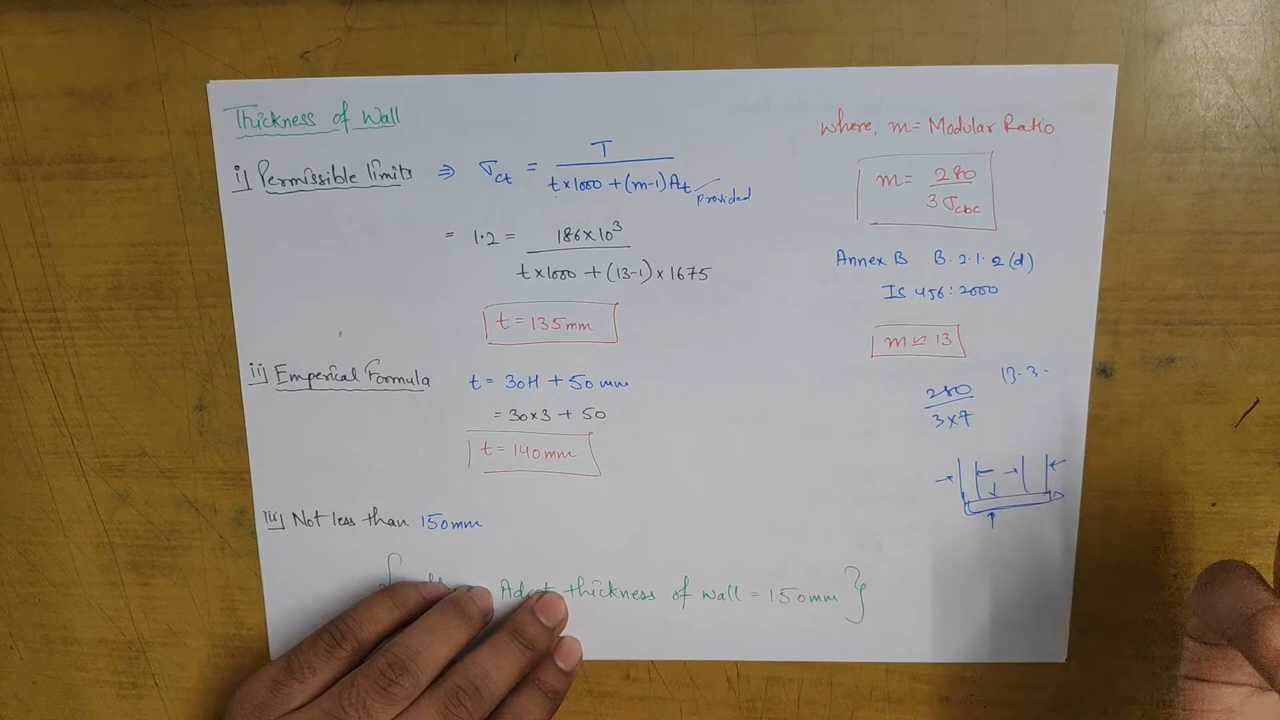 Thickness of Wall
i) Permissible limits ⇒ σct = T / t×1000 + (m-1) At Provided
= 1.2 = 186×10³ / t×1000 + (13-1) × 1675
t = 135mm
ii) Emperical Formula t = 30H + 50 mm
= 30×3 + 50
t = 140mm
iii) Not less than 150mm
Adopt thickness of wall = 150mm }
where, m = Modular Ratio
m = 280 / 3σcbc
Annex B B.2.1.2(d)
Is 456:2000
m ≃ 13
280 / 3×7 13.3